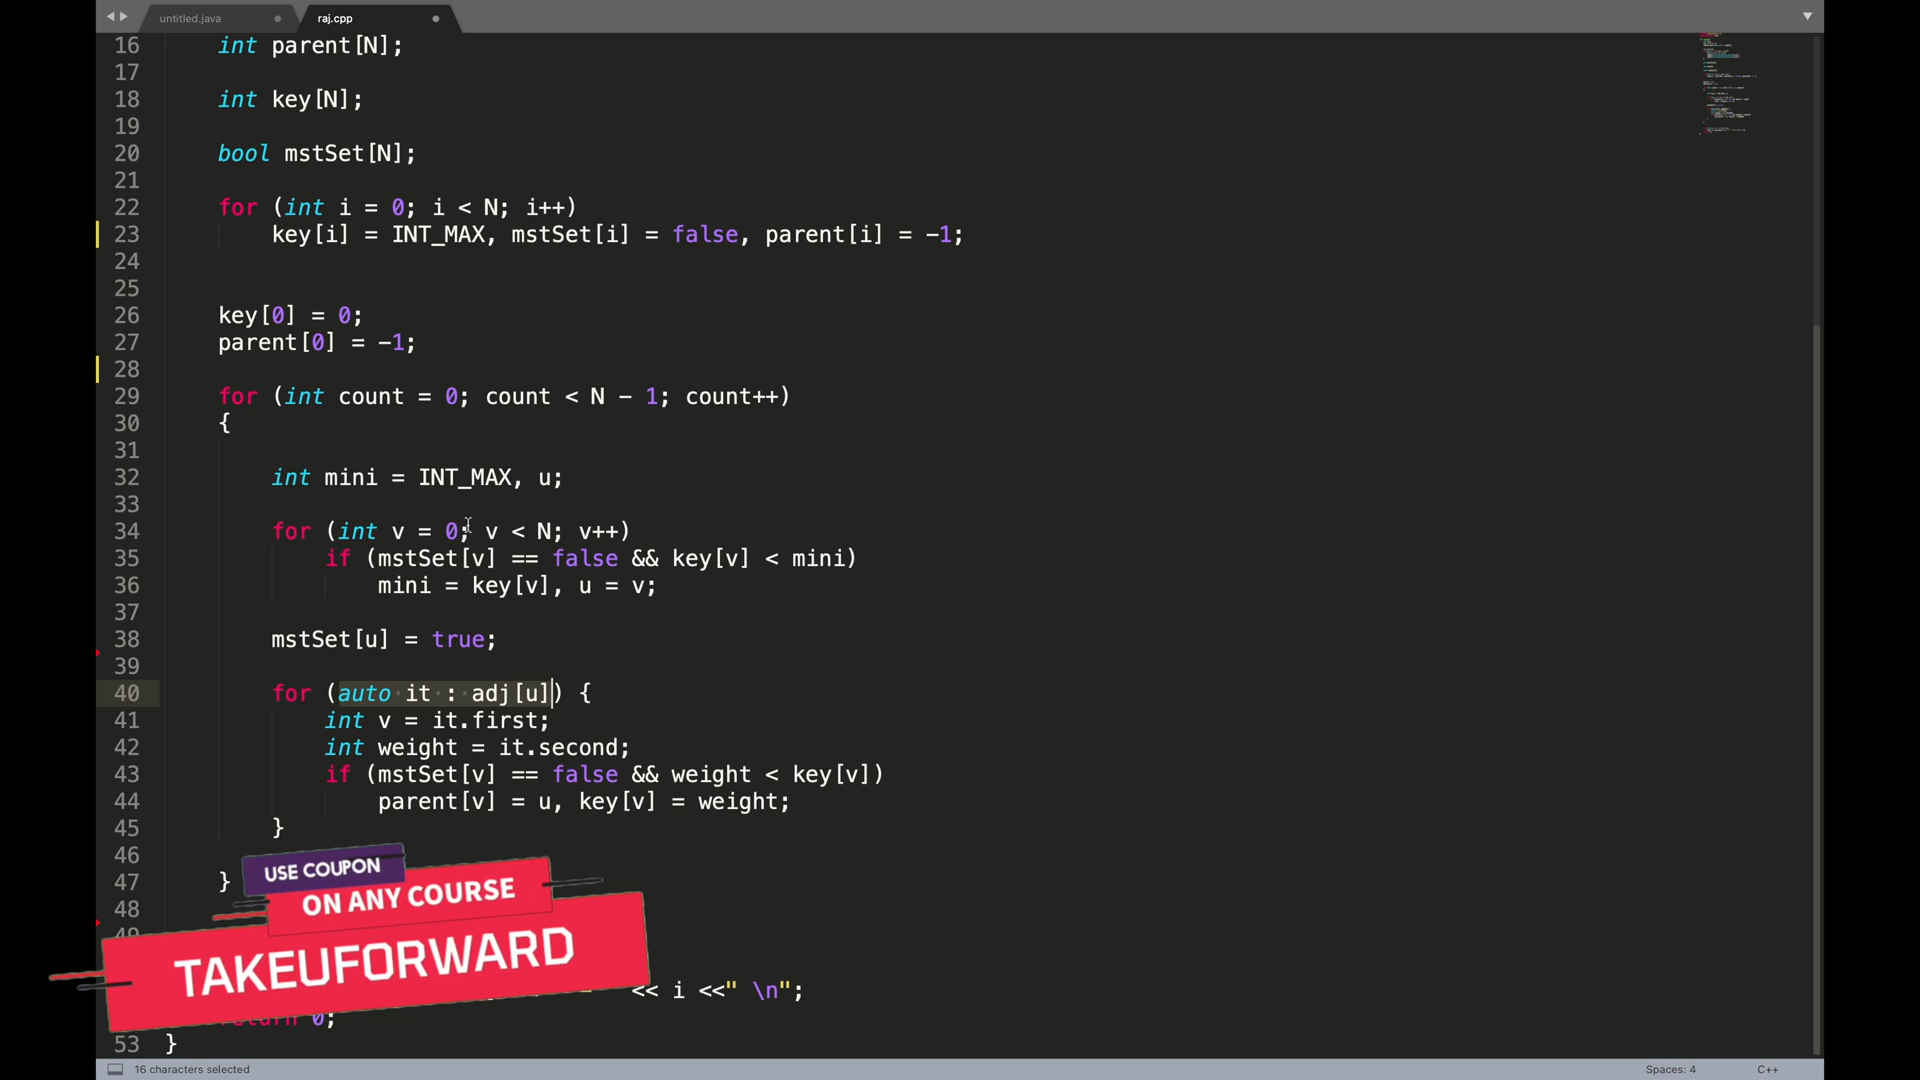 untitled.java
raj.cpp
16 int parent[N];
17
18 int key[N];
19
20 bool mstSet[N];
21
22 for (int i = 0; i < N; i++)
23 key[i] = INT_MAX, mstSet[i] = false, parent[i] = -1;
24
25
26 key[0] = 0;
27 parent[0] = -1;
28
29 for (int count = 0; count < N - 1; count++)
30 {
31
32 int mini = INT_MAX, u;
33
34 for (int v = 0; v < N; v++)
35 if (mstSet[v] == false && key[v] < mini)
36 mini = key[v], u = v;
37
38 mstSet[u] = true;
39
40 for (auto it : adj[u]) {
41 int v = it.first;
42 int weight = it.second;
43 if (mstSet[v] == false && weight < key[v])
44 parent[v] = u, key[v] = weight;
45 }
46
47 }
48
49
<< i <<" \n";
return 0;
53 }
USE COUPON
ON ANY COURSE
TAKEUFORWARD
16 characters selected
Spaces: 4
C++